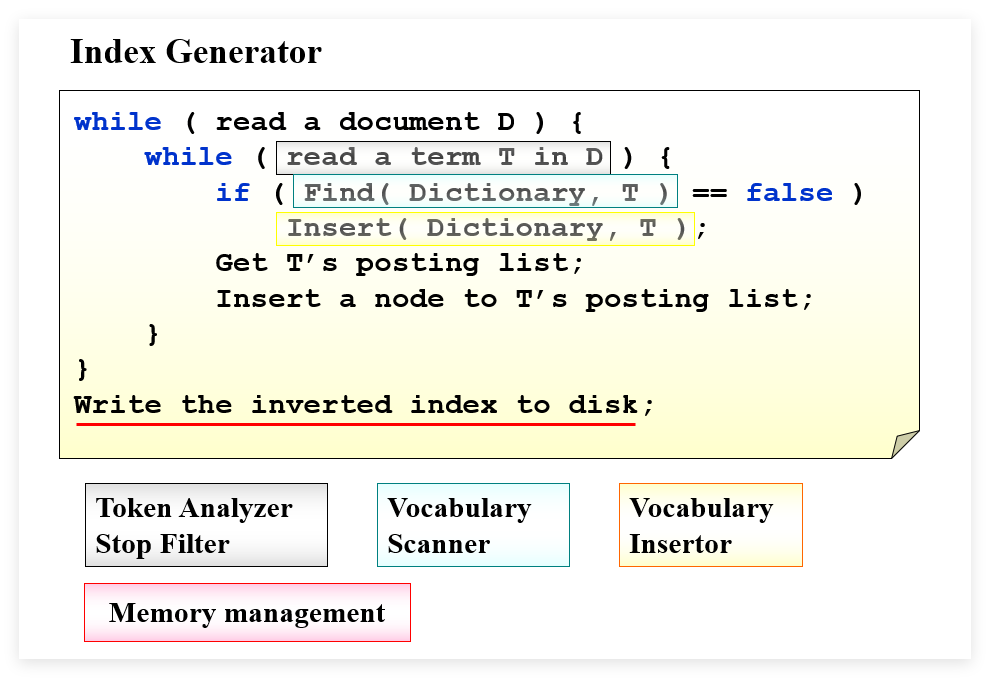 Index Generator
while ( read a document D ) {
while ( read a term T in D ) {
if ( Find( Dictionary, T ) == false )
Insert( Dictionary, T );
Get T’s posting list;
Insert a node to T’s posting list;
}
}
Write the inverted index to disk;
Token Analyzer
Stop Filter
Vocabulary
Scanner
Vocabulary
Insertor
Memory management